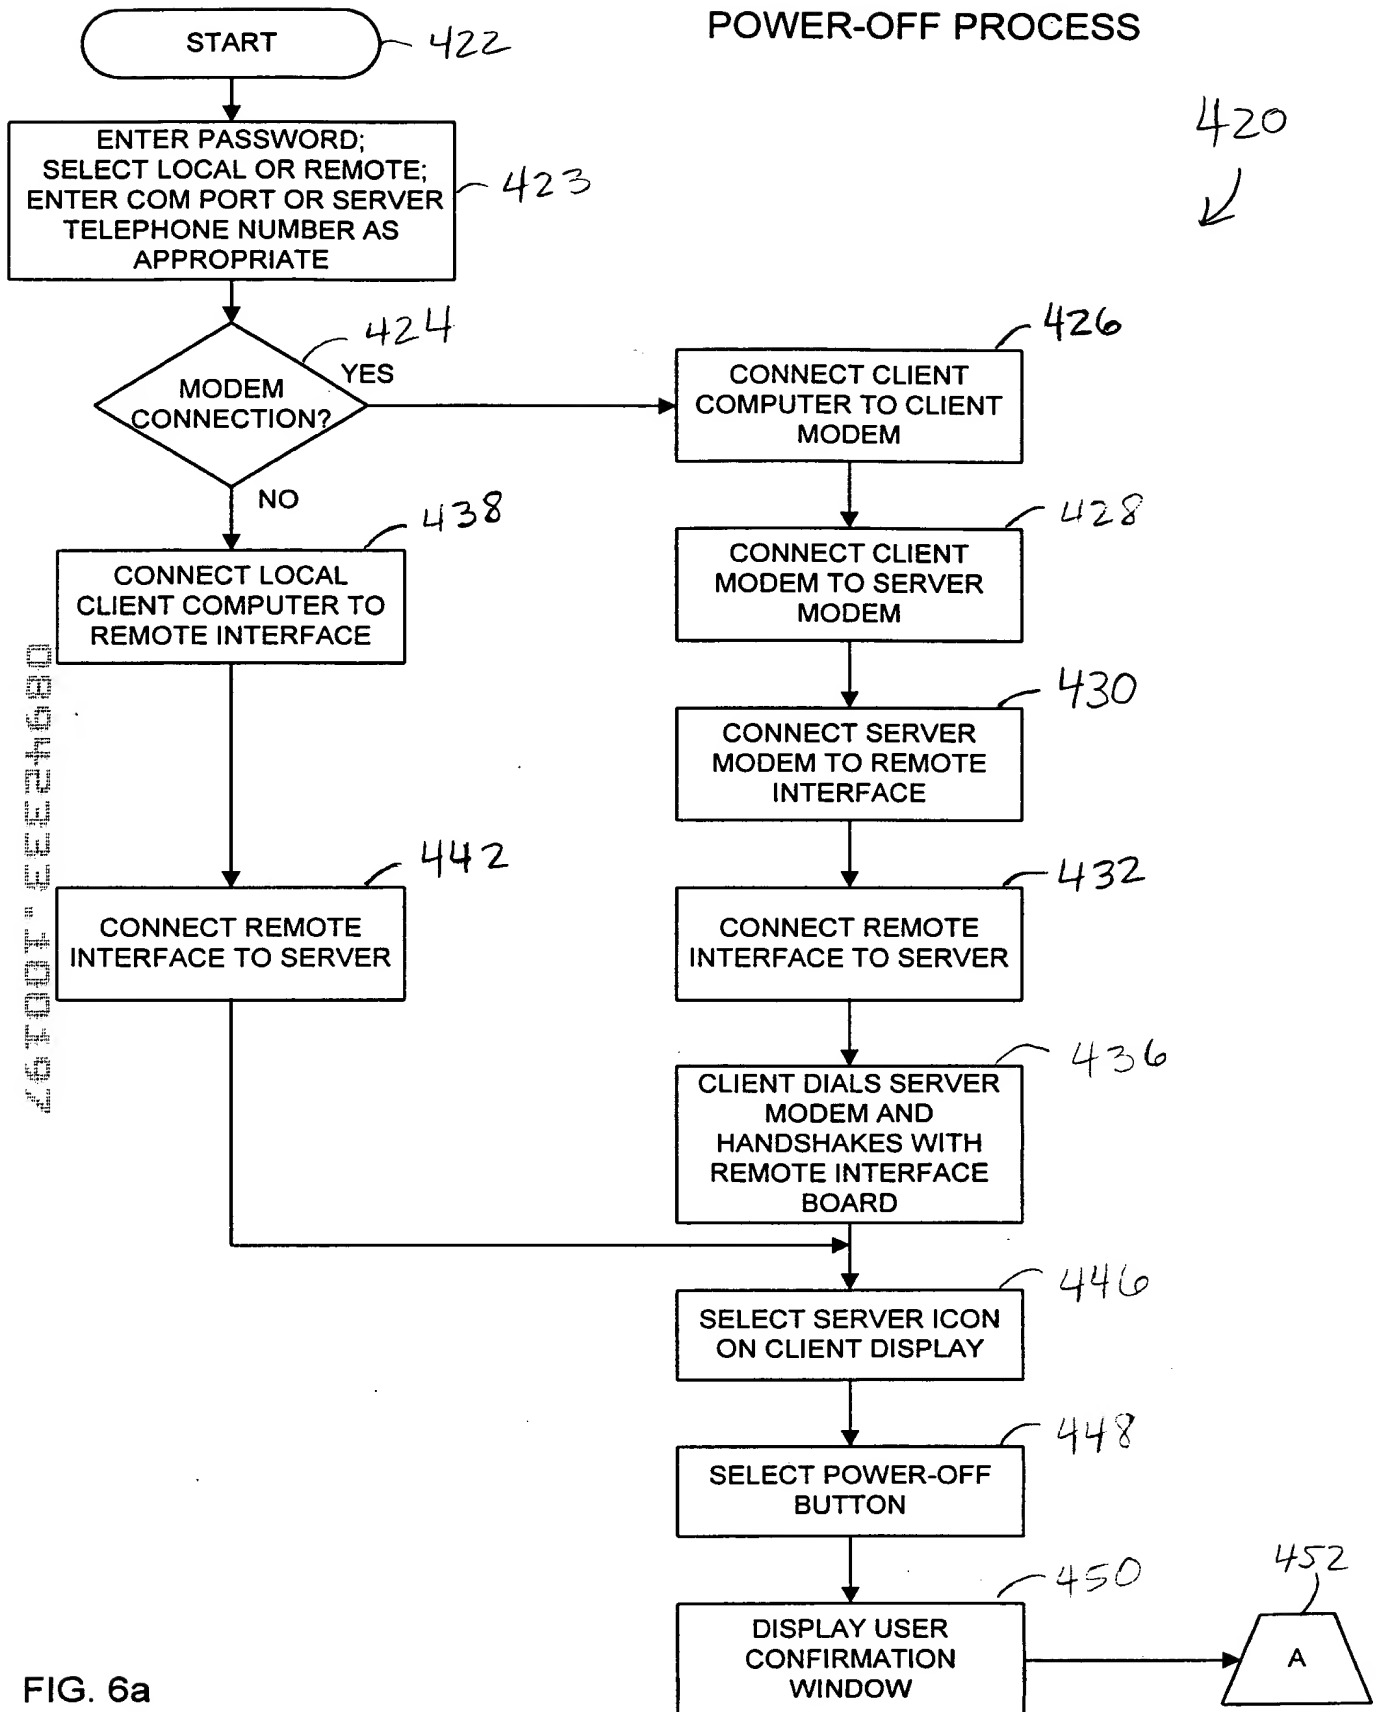 POWER-OFF PROCESS
START
422
420
ENTER PASSWORD;
SELECT LOCAL OR REMOTE;
ENTER COM PORT OR SERVER
TELEPHONE NUMBER AS
APPROPRIATE
423
424
MODEM
CONNECTION?
YES
NO
426
CONNECT CLIENT
COMPUTER TO CLIENT
MODEM
428
CONNECT CLIENT
MODEM TO SERVER
MODEM
438
CONNECT LOCAL
CLIENT COMPUTER TO
REMOTE INTERFACE
430
CONNECT SERVER
MODEM TO REMOTE
INTERFACE
442
CONNECT REMOTE
INTERFACE TO SERVER
432
CONNECT REMOTE
INTERFACE TO SERVER
436
CLIENT DIALS SERVER
MODEM AND
HANDSHAKES WITH
REMOTE INTERFACE
BOARD
446
SELECT SERVER ICON
ON CLIENT DISPLAY
448
SELECT POWER-OFF
BUTTON
450
DISPLAY USER
CONFIRMATION
WINDOW
452
A
FIG. 6a
08942333.100197